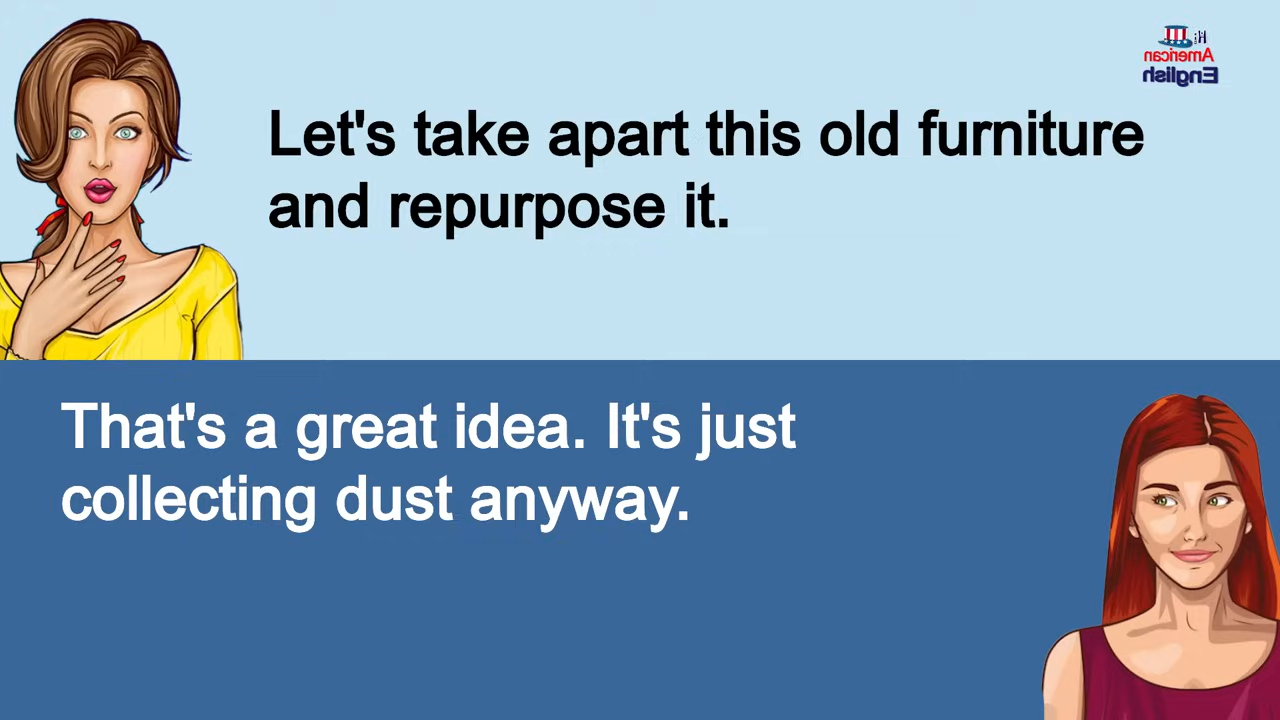 Hi
American
English
Let's take apart this old furniture
and repurpose it.
That's a great idea. It's just
collecting dust anyway.